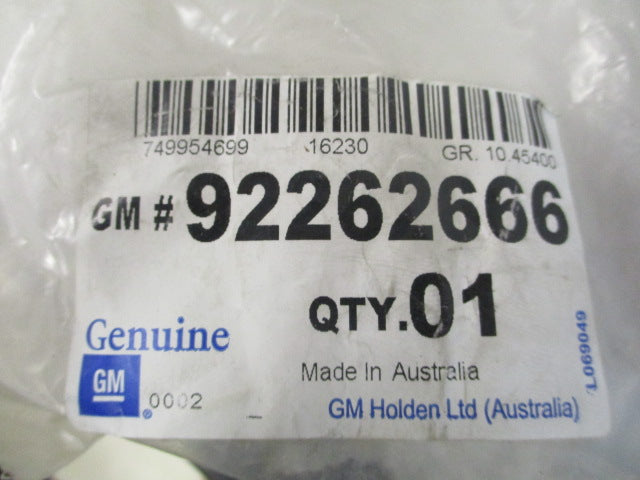 749954699 16230 GR. 10.45400
GM # 92262666
QTY. 01
Genuine
GM
®
0002
Made In Australia
GM Holden Ltd (Australia)
L069049